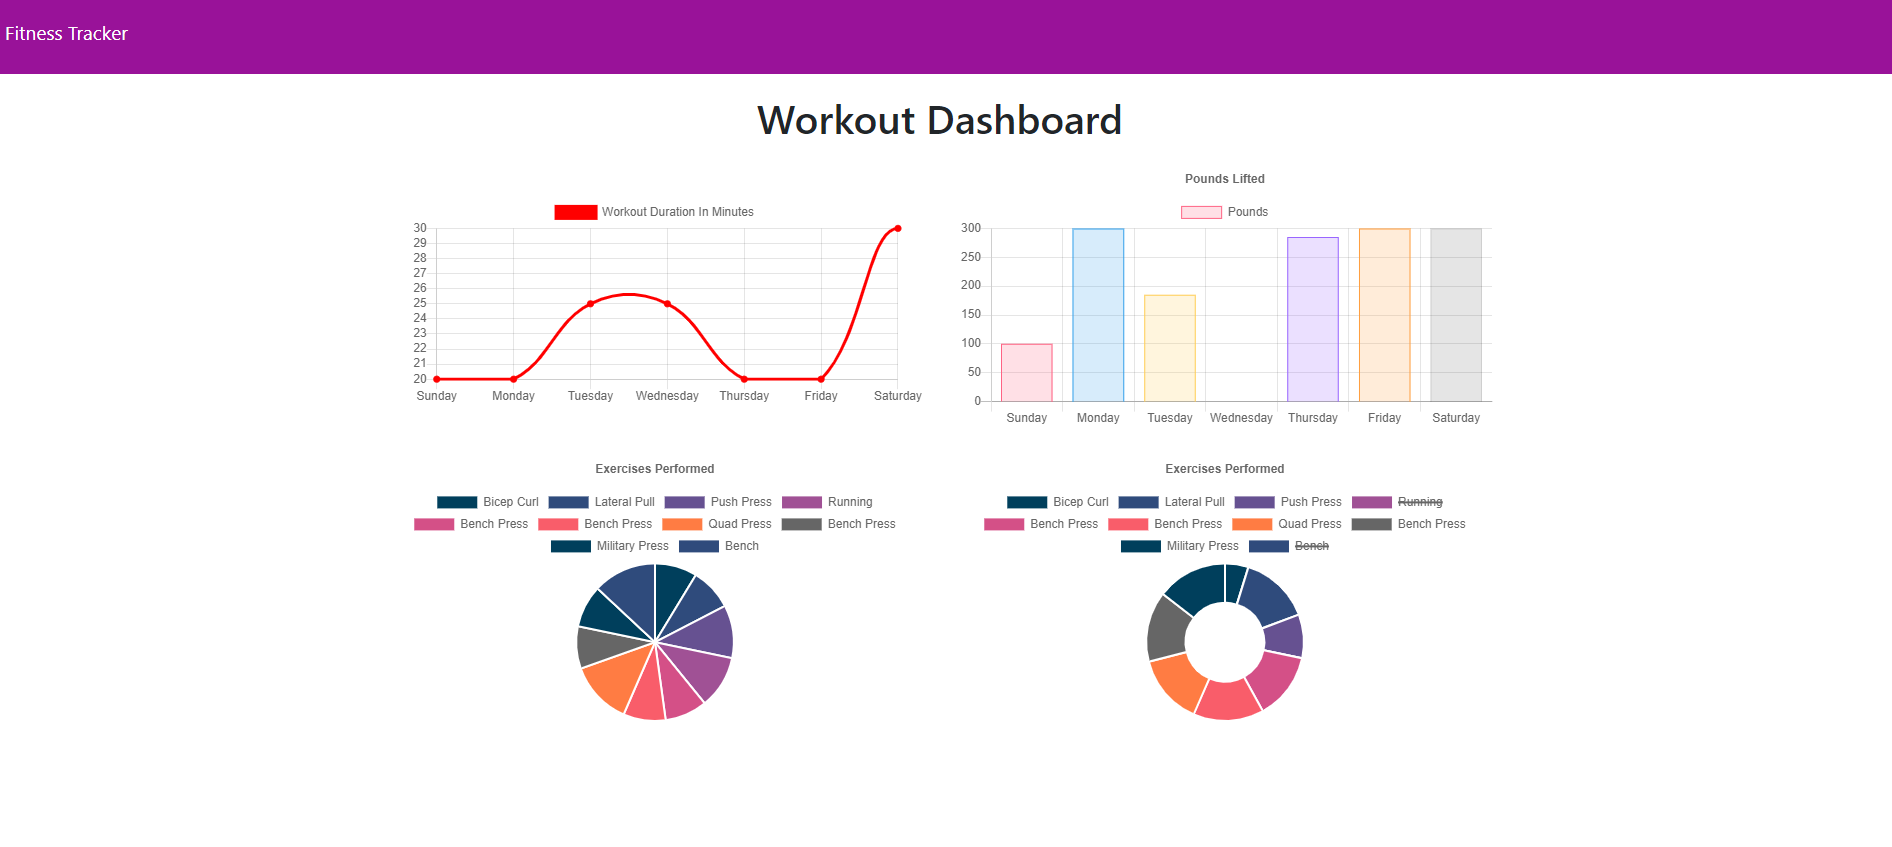 Fitness Tracker
Workout Dashboard
Workout Duration In Minutes
30
29
28
27
26
25
24
23
22
21
20
Sunday Monday Tuesday Wednesday Thursday Friday Saturday
Pounds Lifted
Pounds
300
250
200
150
100
50
0
Sunday Monday Tuesday Wednesday Thursday Friday Saturday
Exercises Performed
Bicep Curl Lateral Pull Push Press Running
Bench Press Bench Press Quad Press Bench Press
Military Press Bench
Exercises Performed
Bicep Curl Lateral Pull Push Press Running
Bench Press Bench Press Quad Press Bench Press
Military Press Bench